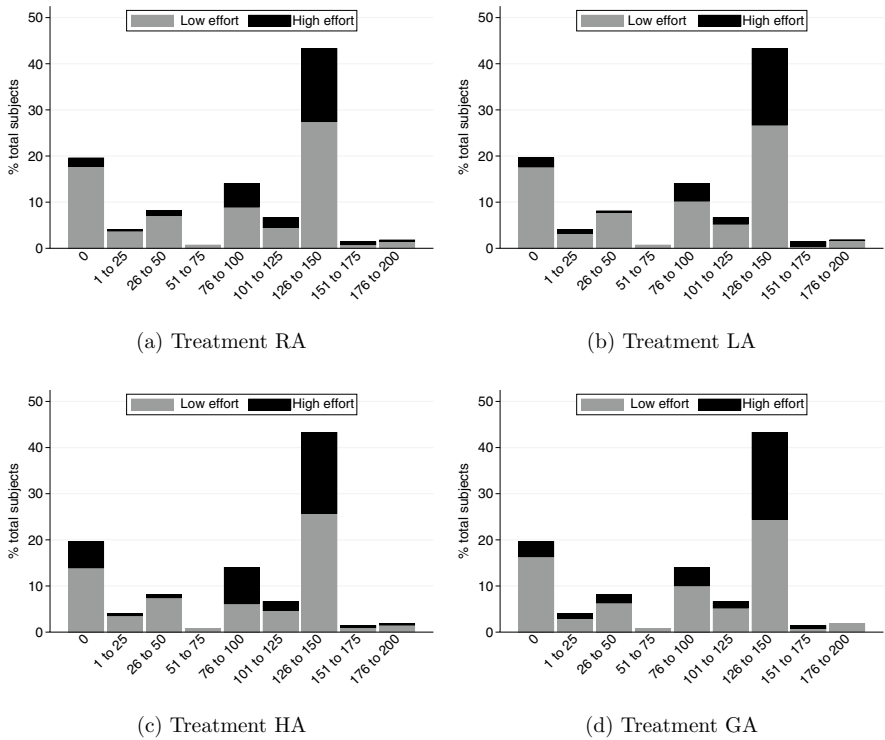 Low effort High effort
% total subjects
50
40
30
20
10
0
0
1 to 25
26 to 50
51 to 75
76 to 100
101 to 125
126 to 150
151 to 175
176 to 200
(a) Treatment RA
Low effort High effort
% total subjects
50
40
30
20
10
0
0
1 to 25
26 to 50
51 to 75
76 to 100
101 to 125
126 to 150
151 to 175
176 to 200
(b) Treatment LA
Low effort High effort
% total subjects
50
40
30
20
10
0
0
1 to 25
26 to 50
51 to 75
76 to 100
101 to 125
126 to 150
151 to 175
176 to 200
(c) Treatment HA
Low effort High effort
% total subjects
50
40
30
20
10
0
0
1 to 25
26 to 50
51 to 75
76 to 100
101 to 125
126 to 150
151 to 175
176 to 200
(d) Treatment GA